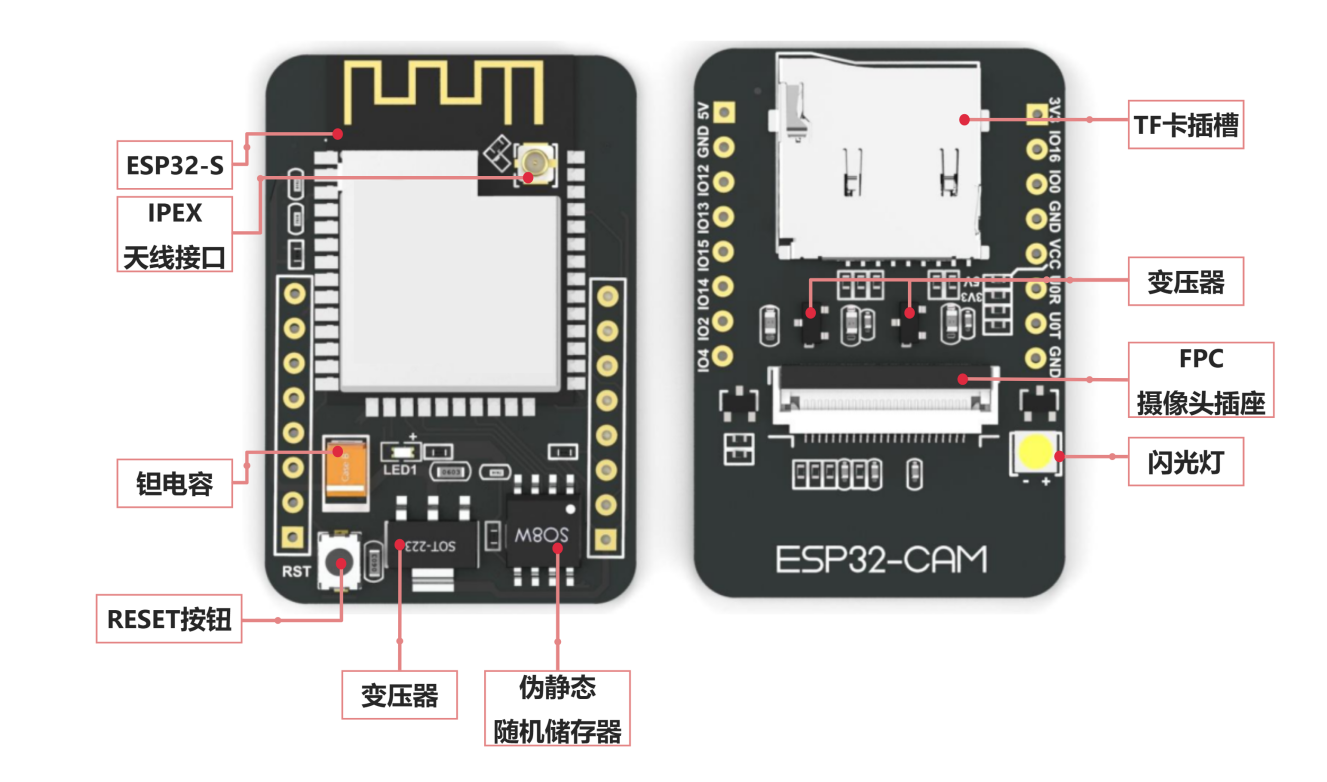 ESP32-S
IPEX
天线接口
钽电容
RESET按钮
变压器
伪静态
随机储存器
LED1
+
RST
SOT-223
SO8W
5V
GND
IO12
IO13
IO15
IO14
IO2
IO4
3V3
IO16
IO0
GND
VCC
U0R
U0T
GND
5V
3V3
- +
ESP32-CAM
TF卡插槽
变压器
FPC
摄像头插座
闪光灯